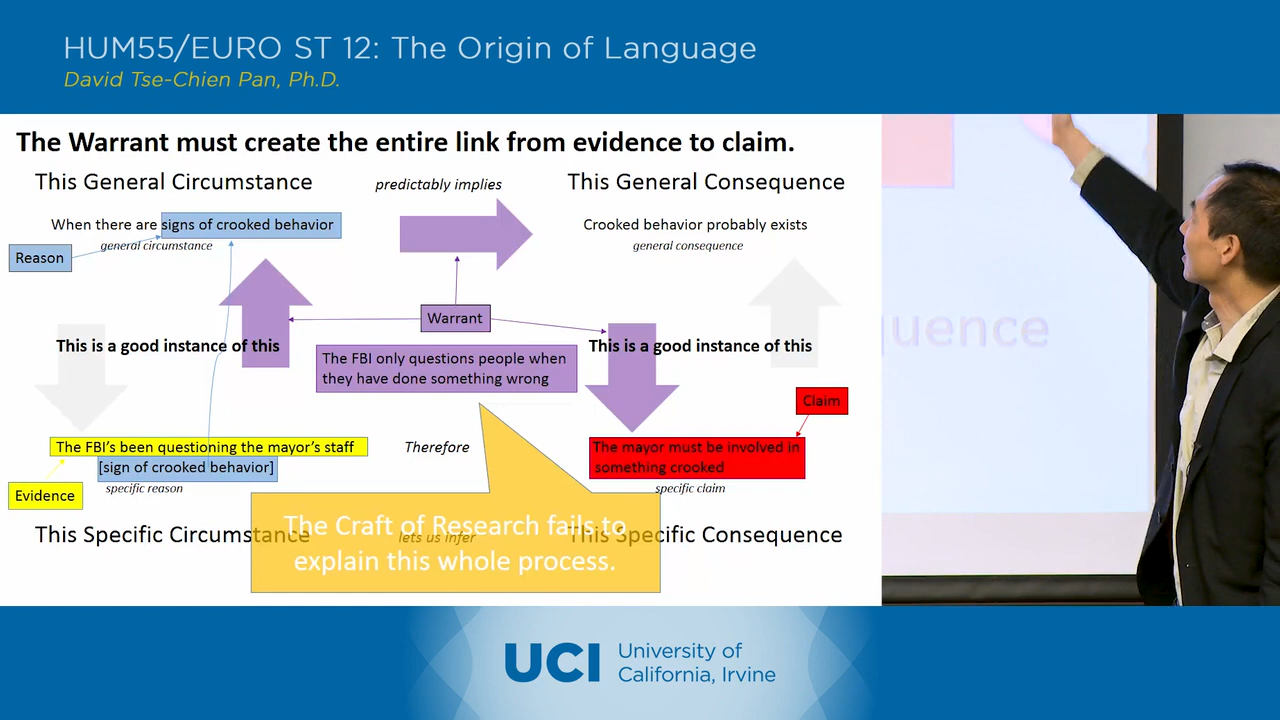 HUM55/EURO ST 12: The Origin of Language
David Tse-Chien Pan, Ph.D.
The Warrant must create the entire link from evidence to claim.
This General Circumstance
predictably implies
This General Consequence
When there are signs of crooked behavior
general circumstance
Crooked behavior probably exists
general consequence
Reason
Warrant
This is a good instance of this
The FBI only questions people when
they have done something wrong
This is a good instance of this
Claim
The FBI's been questioning the mayor's staff
[sign of crooked behavior]
specific reason
Evidence
Therefore
The mayor must be involved in
something crooked
specific claim
This Specific Circumstance
lets us infer
This Specific Consequence
The Craft of Research fails to
explain this whole process.
quence
UCI
University of
California, Irvine